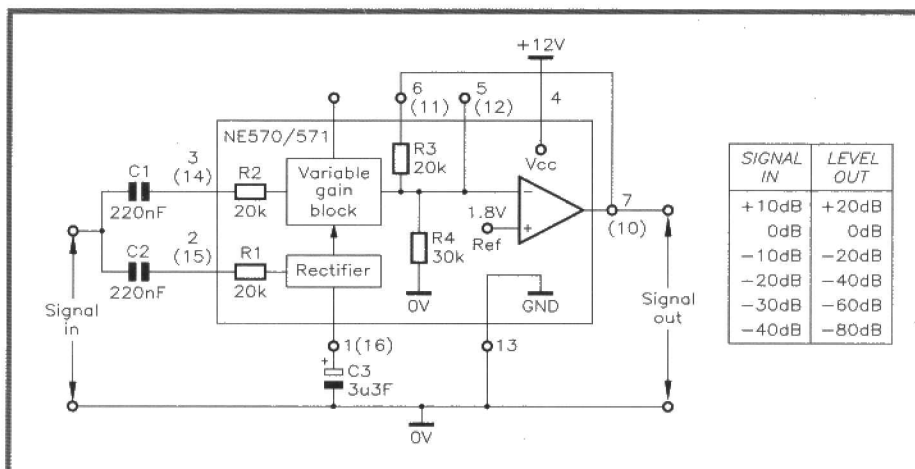 +12V
6
(11)
5
(12)
4
NE570/571
R3
20k
Vcc
C1
220nF
3
(14)
R2
20k
Variable
gain
block
1.8V
Ref
−
+
7
(10)
C2
220nF
2
(15)
R1
20k
Rectifier
R4
30k
0V
GND
Signal
in
Signal
out
1(16)
13
+
C3
3u3F
0V
SIGNAL LEVEL
IN OUT
+10dB +20dB
0dB 0dB
−10dB −20dB
−20dB −40dB
−30dB −60dB
−40dB −80dB